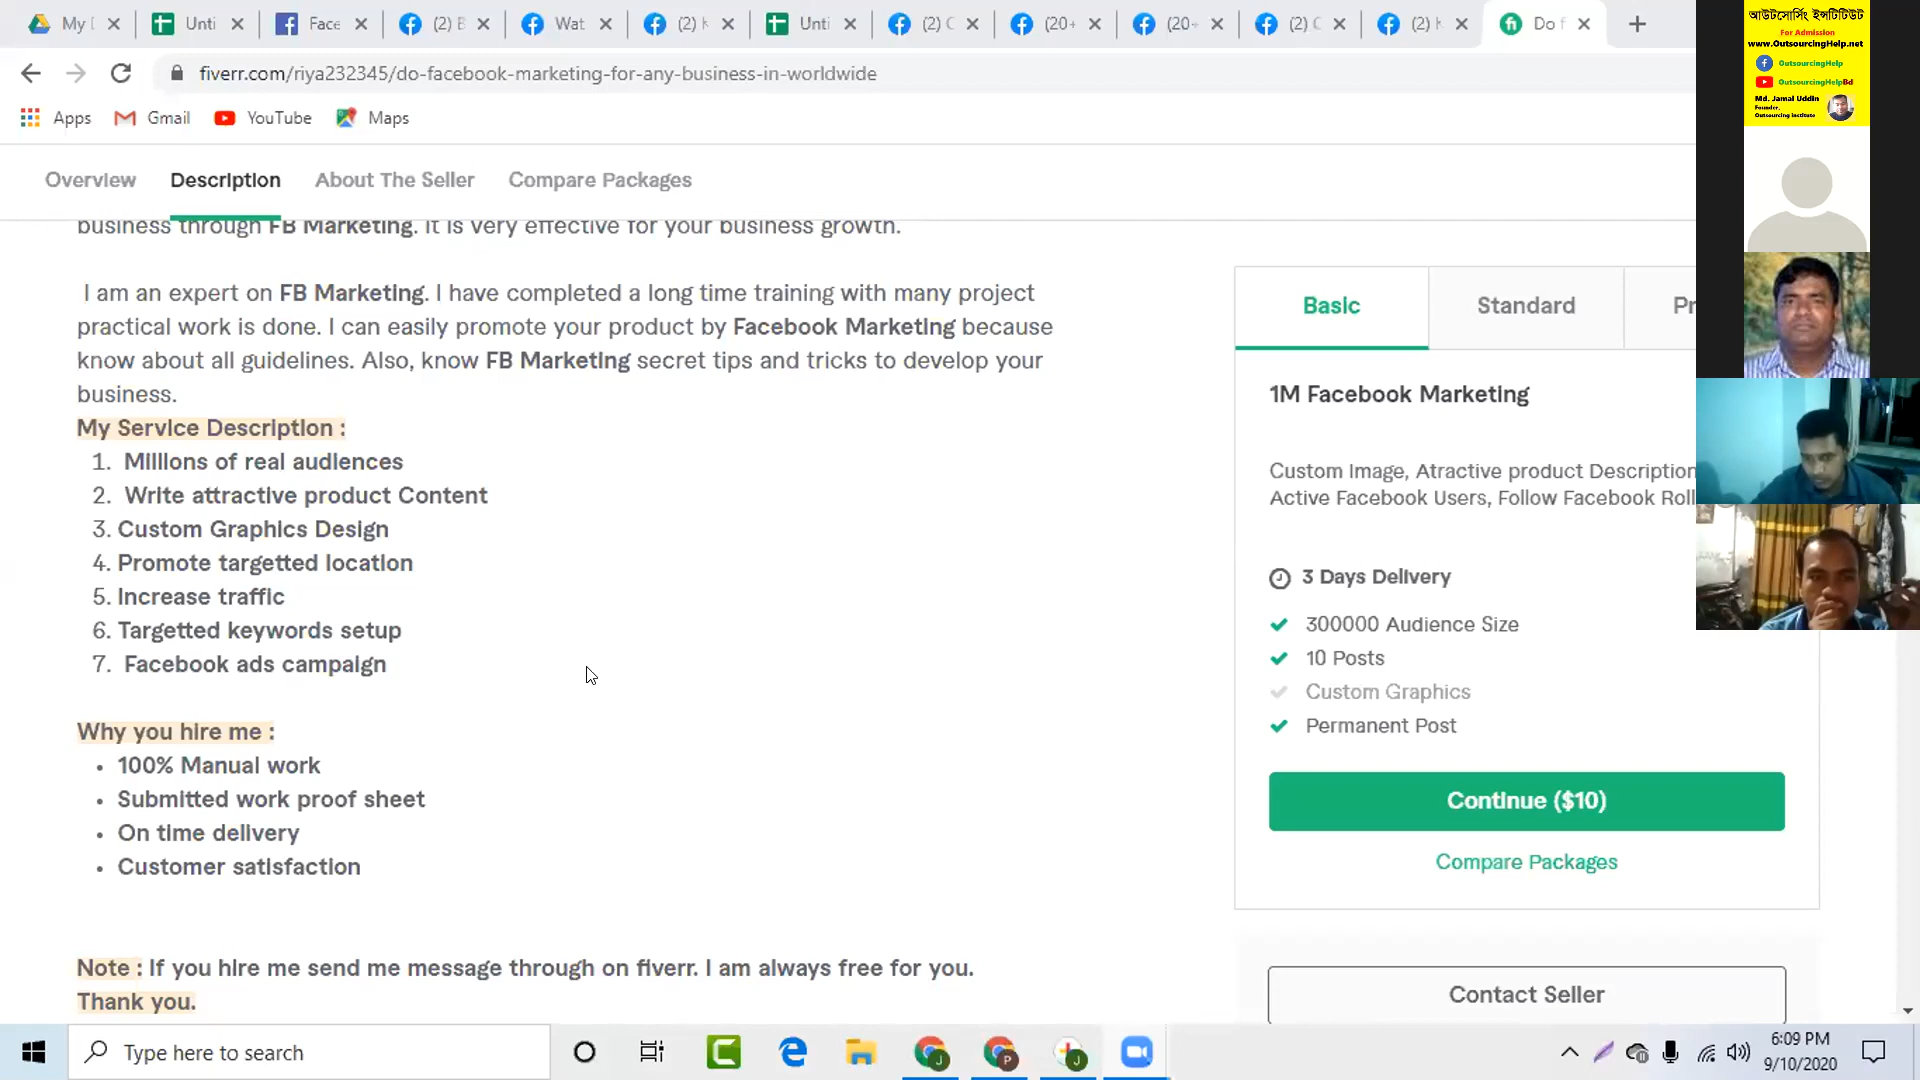 My D
Unti
Face
(2) B
Wat
(2) H
Unti
(2) C
(20+
(20+
(2) C
(2) H
Do f
fiverr.com/riya232345/do-facebook-marketing-for-any-business-in-worldwide
Apps
Gmail
YouTube
Maps
Overview
Description
About The Seller
Compare Packages
business through FB Marketing. It is very effective for your business growth.
I am an expert on FB Marketing. I have completed a long time training with many project
practical work is done. I can easily promote your product by Facebook Marketing because
know about all guidelines. Also, know FB Marketing secret tips and tricks to develop your
business.
My Service Description :
1. Millions of real audiences
2. Write attractive product Content
3. Custom Graphics Design
4. Promote targetted location
5. Increase traffic
6. Targetted keywords setup
7. Facebook ads campaign
Why you hire me :
• 100% Manual work
• Submitted work proof sheet
• On time delivery
• Customer satisfaction
Note : If you hire me send me message through on fiverr. I am always free for you.
Thank you.
Basic
Standard
Pr
1M Facebook Marketing
Custom Image, Atractive product Description
Active Facebook Users, Follow Facebook Roll
3 Days Delivery
300000 Audience Size
10 Posts
Custom Graphics
Permanent Post
Continue ($10)
Compare Packages
Contact Seller
আউটসোর্সিং ইন্সটিটিউট
For Admission
www.OutsourcingHelp.net
OutsourcingHelp
OutsourcingHelpBd
Md. Jamal Uddin
Founder,
Outsourcing institute
Type here to search
6:09 PM
9/10/2020